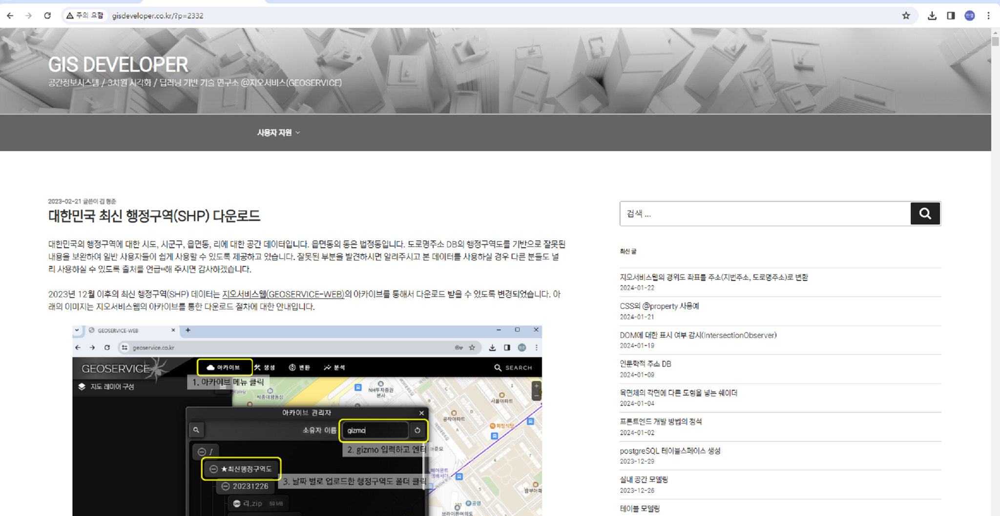 주의 요함
gisdeveloper.co.kr/?p=2332
한열
GIS DEVELOPER
공간정보시스템 / 3차원 시각화 / 딥러닝 기반 기술 연구소 @지오서비스(GEOSERVICE)
사용자 지원
2023-02-21 글쓴이 김 형준
대한민국 최신 행정구역(SHP) 다운로드
대한민국의 행정구역에 대한 시도, 시군구, 읍면동, 리에 대한 공간 데이터입니다. 읍면동의 동은 법정동입니다. 도로명주소 DB의 행정구역도를 기반으로 잘못된
내용을 보완하여 일반 사용자들이 쉽게 사용할 수 있도록 제공하고 있습니다. 잘못된 부분을 발견하시면 알려주시고 본 데이터를 사용하실 경우 다른 분들도 널
리 사용하실 수 있도록 출처를 언급해 주시면 감사하겠습니다.
2023년 12월 이후의 최신 행정구역(SHP) 데이터는 지오서비스웹(GEOSERVICE-WEB)의 아카이브를 통해서 다운로드 받을 수 있도록 변경되었습니다. 아
래의 이미지는 지오서비스웹의 아카이브를 통한 다운로드 절차에 대한 안내입니다.
GEOSERVICE-WEB
geoservice.co.kr
GEOSERVICE
아카이브 생성 변환 분석 SEARCH
1. 아카이브 메뉴 클릭
지도 레이어 구성
세종대왕동상
NH투자증권
본사
서울아파트
공작아파트
희정식당
아카이브 관리자
소유자 이름 gizmo
2. gizmo 입력하고 엔터
/
★최신행정구역도
3. 날짜 별로 업로드한 행정구역도 폴더 클릭
20231226
리.zip 59 MB
공영
브라이튼여의도
검색 ...
최신 글
지오서비스웹의 경위도 좌표를 주소(지번주소, 도로명주소)로 변환
2024-01-22
CSS의 @property 사용예
2024-01-21
DOM에 대한 표시 여부 감시(IntersectionObserver)
2024-01-19
인문학적 주소 DB
2024-01-09
육면체의 각면에 다른 도형을 넣는 쉐이더
2024-01-04
프론트엔드 개발 방법의 정석
2024-01-02
postgreSQL 테이블스페이스 생성
2023-12-29
실내 공간 모델링
2023-12-26
테이블 모델링